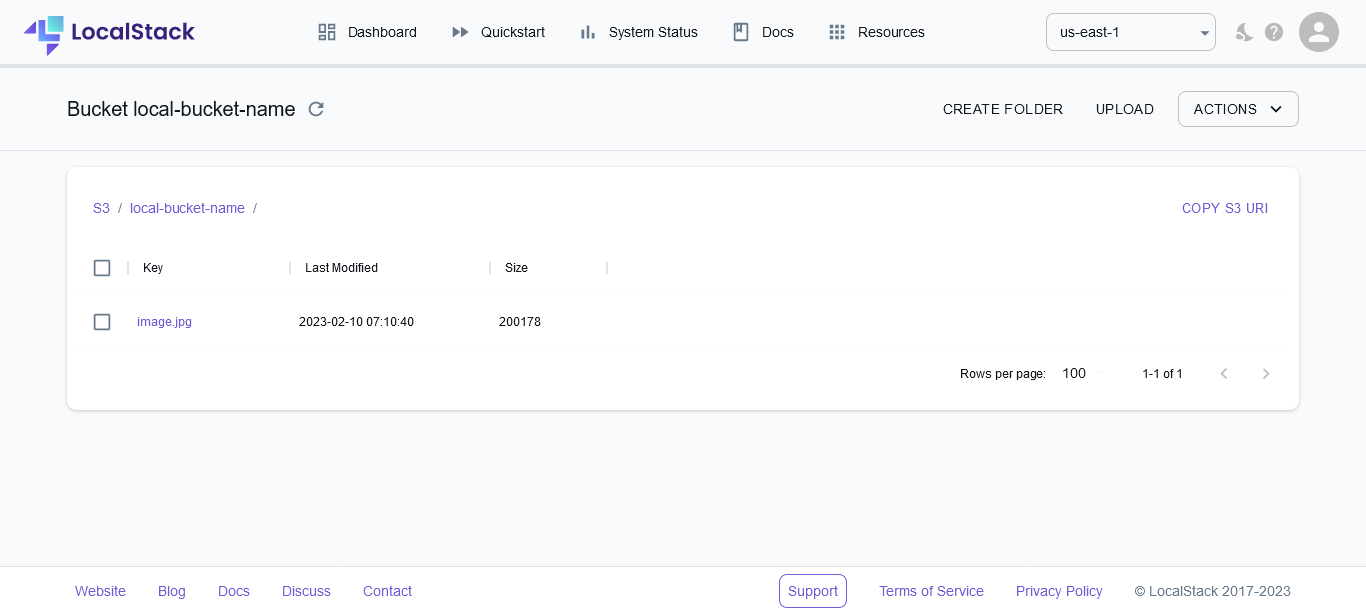 LocalStack
Dashboard
Quickstart
System Status
Docs
Resources
us-east-1
Bucket local-bucket-name
CREATE FOLDER
UPLOAD
ACTIONS
S3 / local-bucket-name /
COPY S3 URI
Key Last Modified Size
image.jpg 2023-02-10 07:10:40 200178
Rows per page: 100 1-1 of 1
Website Blog Docs Discuss Contact Support Terms of Service Privacy Policy © LocalStack 2017-2023